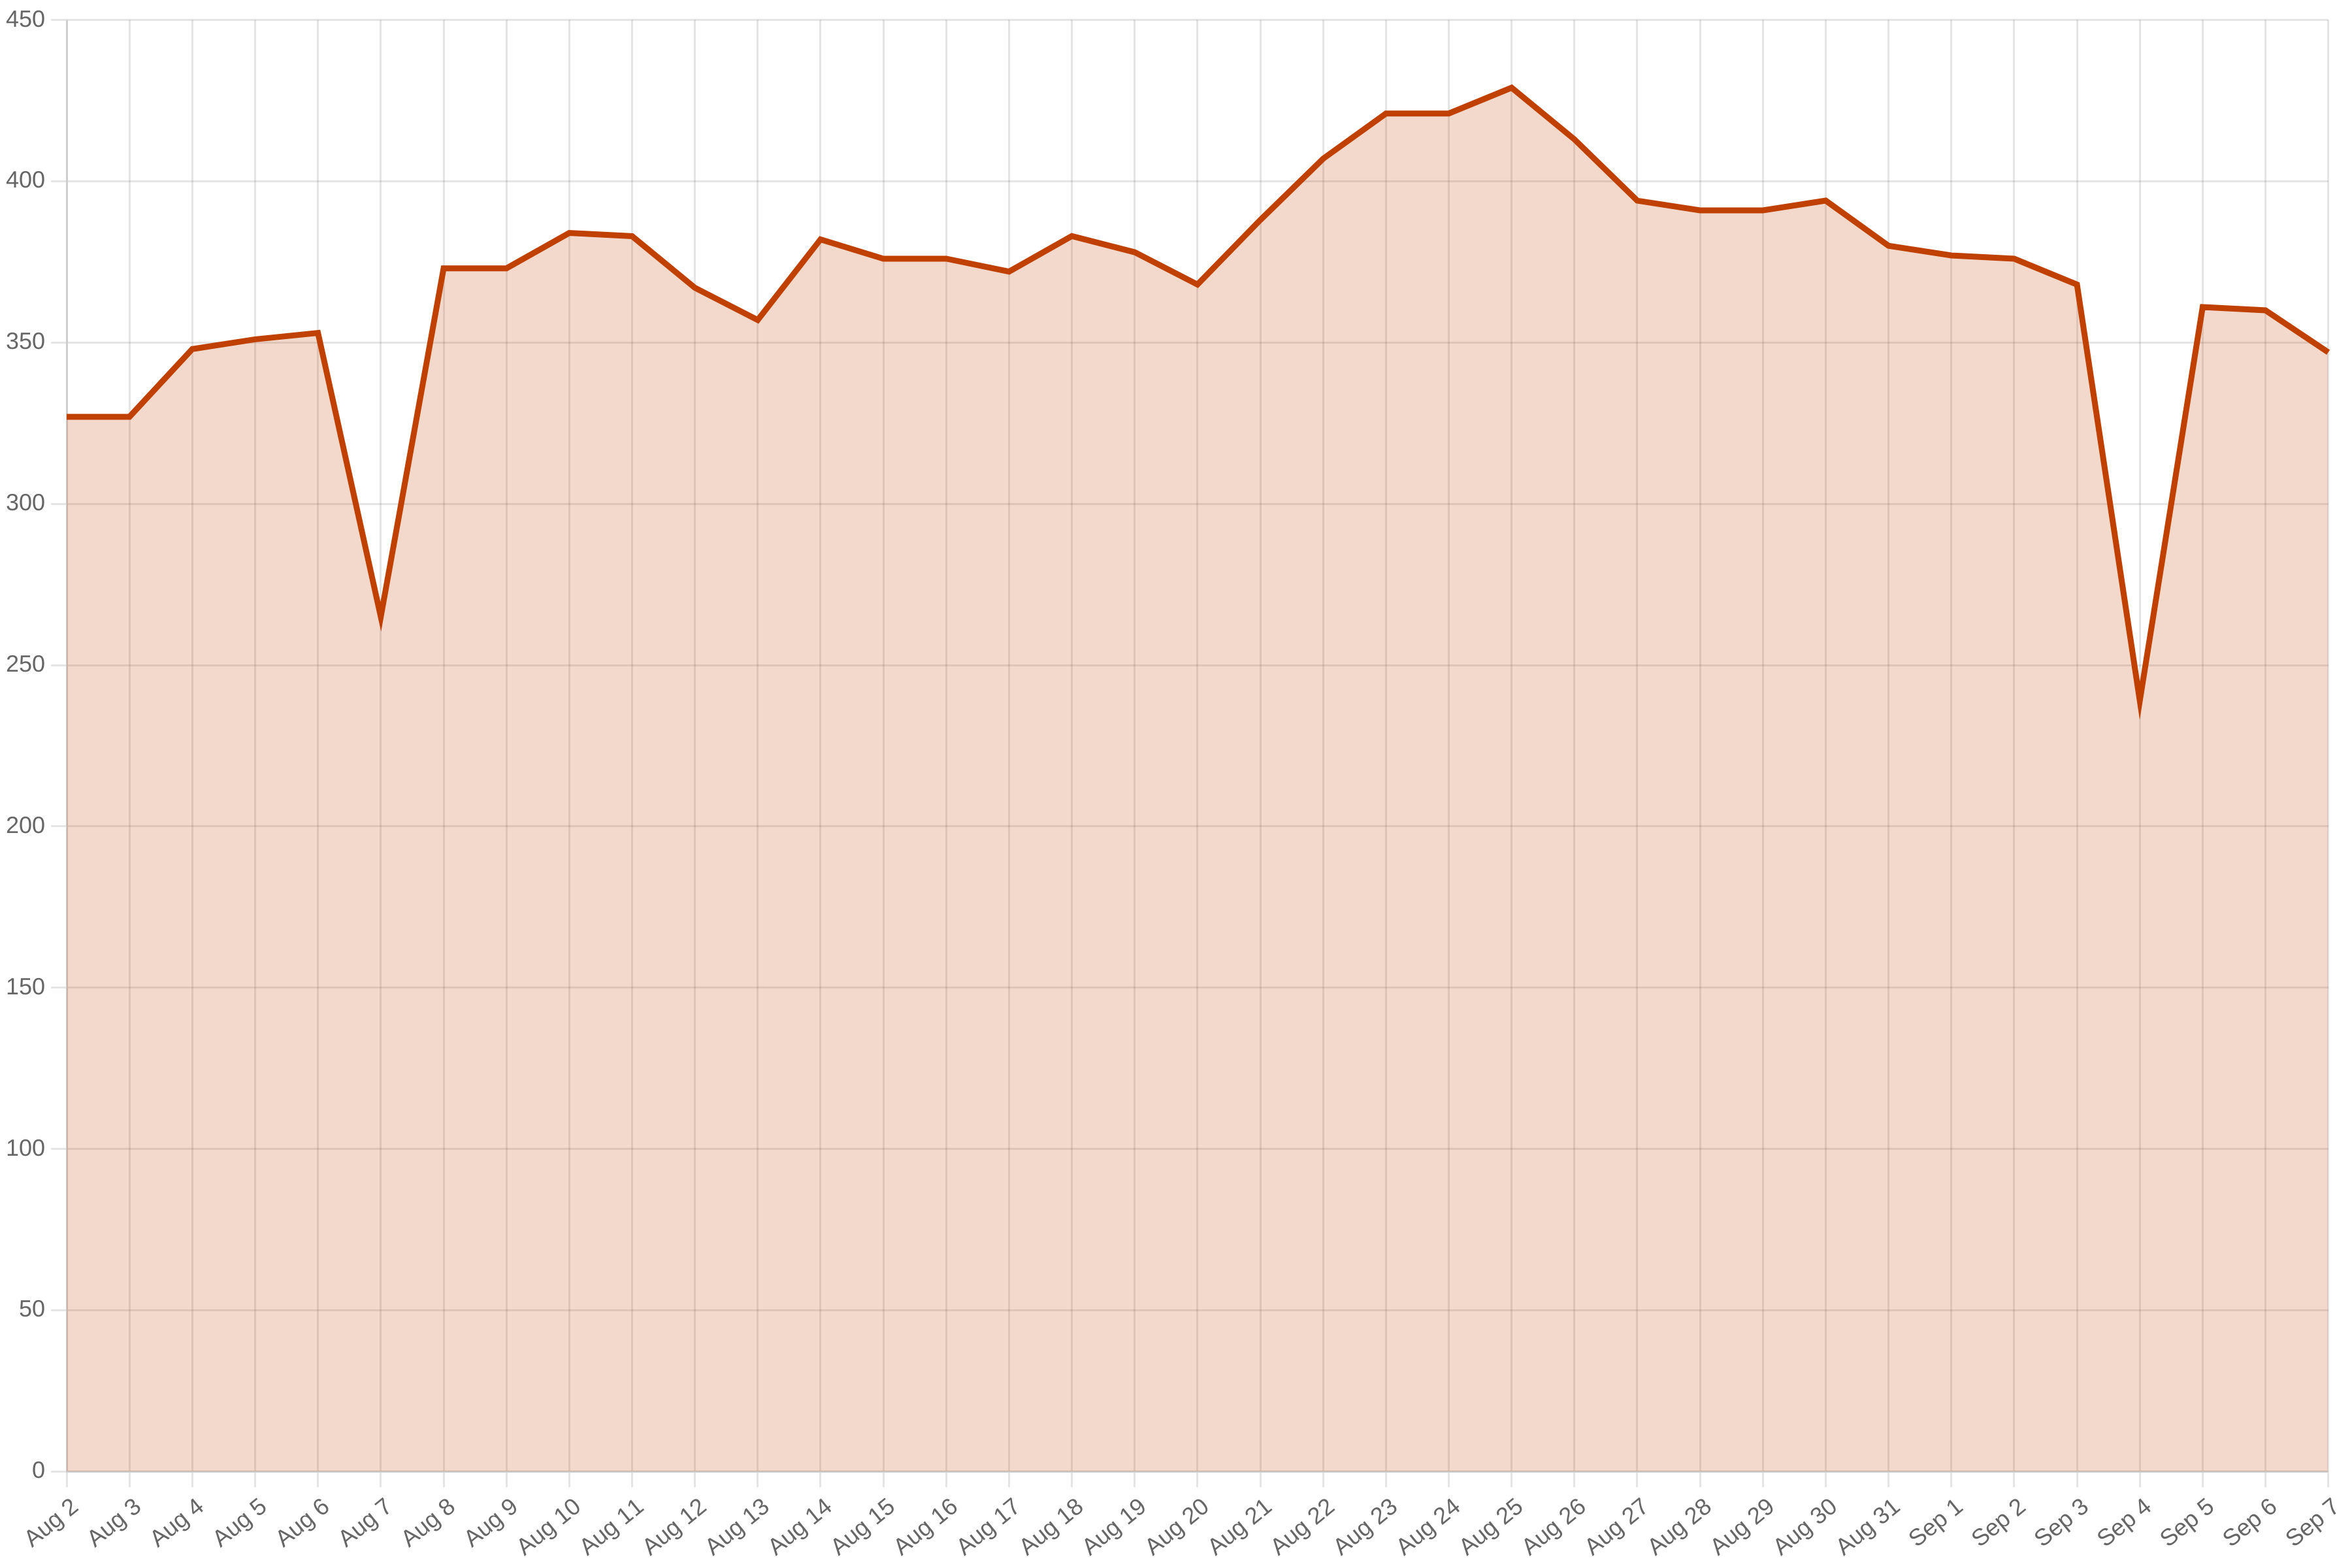 450
400
350
300
250
200
150
100
50
0
Aug 2
Aug 3
Aug 4
Aug 5
Aug 6
Aug 7
Aug 8
Aug 9
Aug 10
Aug 11
Aug 12
Aug 13
Aug 14
Aug 15
Aug 16
Aug 17
Aug 18
Aug 19
Aug 20
Aug 21
Aug 22
Aug 23
Aug 24
Aug 25
Aug 26
Aug 27
Aug 28
Aug 29
Aug 30
Aug 31
Sep 1
Sep 2
Sep 3
Sep 4
Sep 5
Sep 6
Sep 7